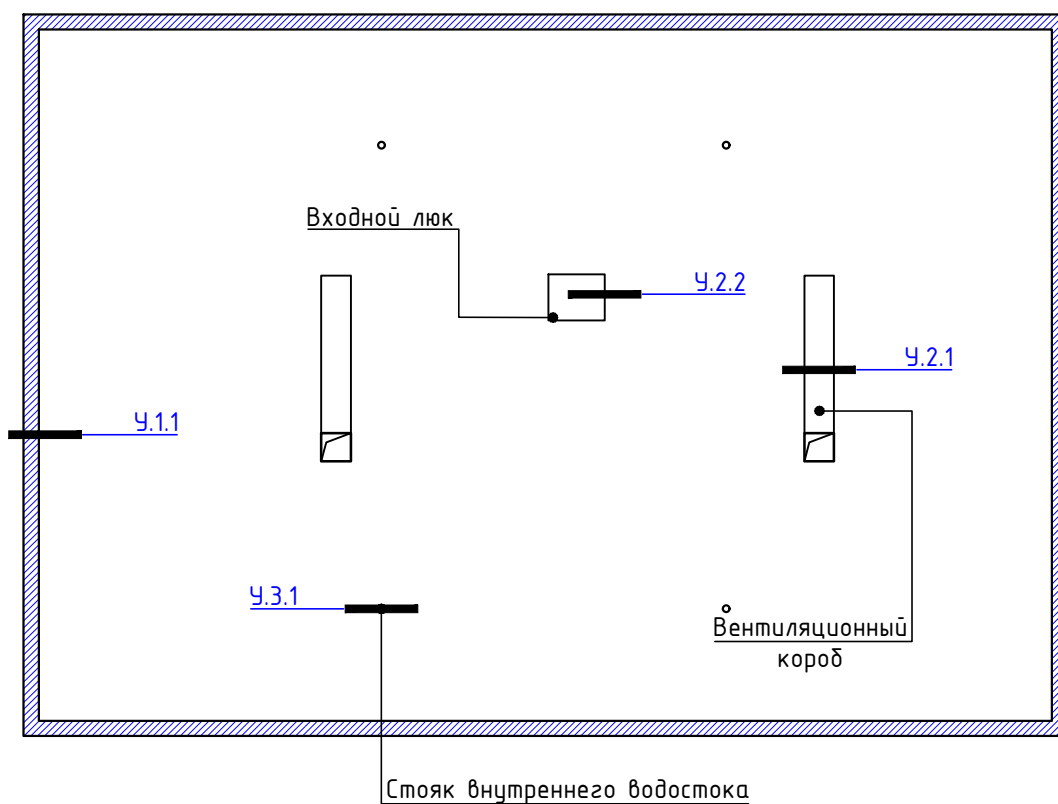 Входной люк
У.2.2
У.2.1
У.1.1
У.3.1
Вентиляционный
короб
Стояк внутреннего водостока